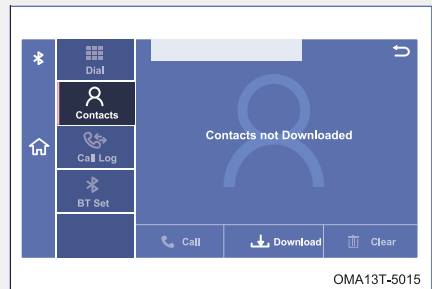 Dial
Contacts
Call Log
BT Set
Contacts not Downloaded
Call
Download
Clear
OMA13T-5015